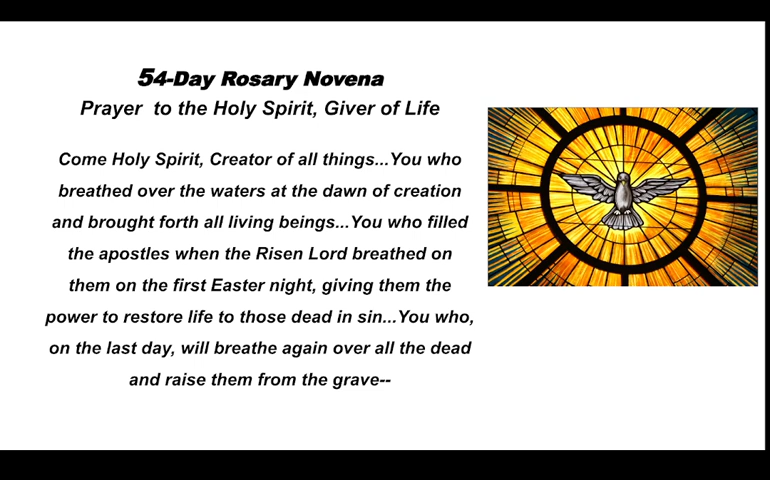 54-Day Rosary Novena
Prayer to the Holy Spirit, Giver of Life
Come Holy Spirit, Creator of all things...You who
breathed over the waters at the dawn of creation
and brought forth all living beings...You who filled
the apostles when the Risen Lord breathed on
them on the first Easter night, giving them the
power to restore life to those dead in sin...You who,
on the last day, will breathe again over all the dead
and raise them from the grave--